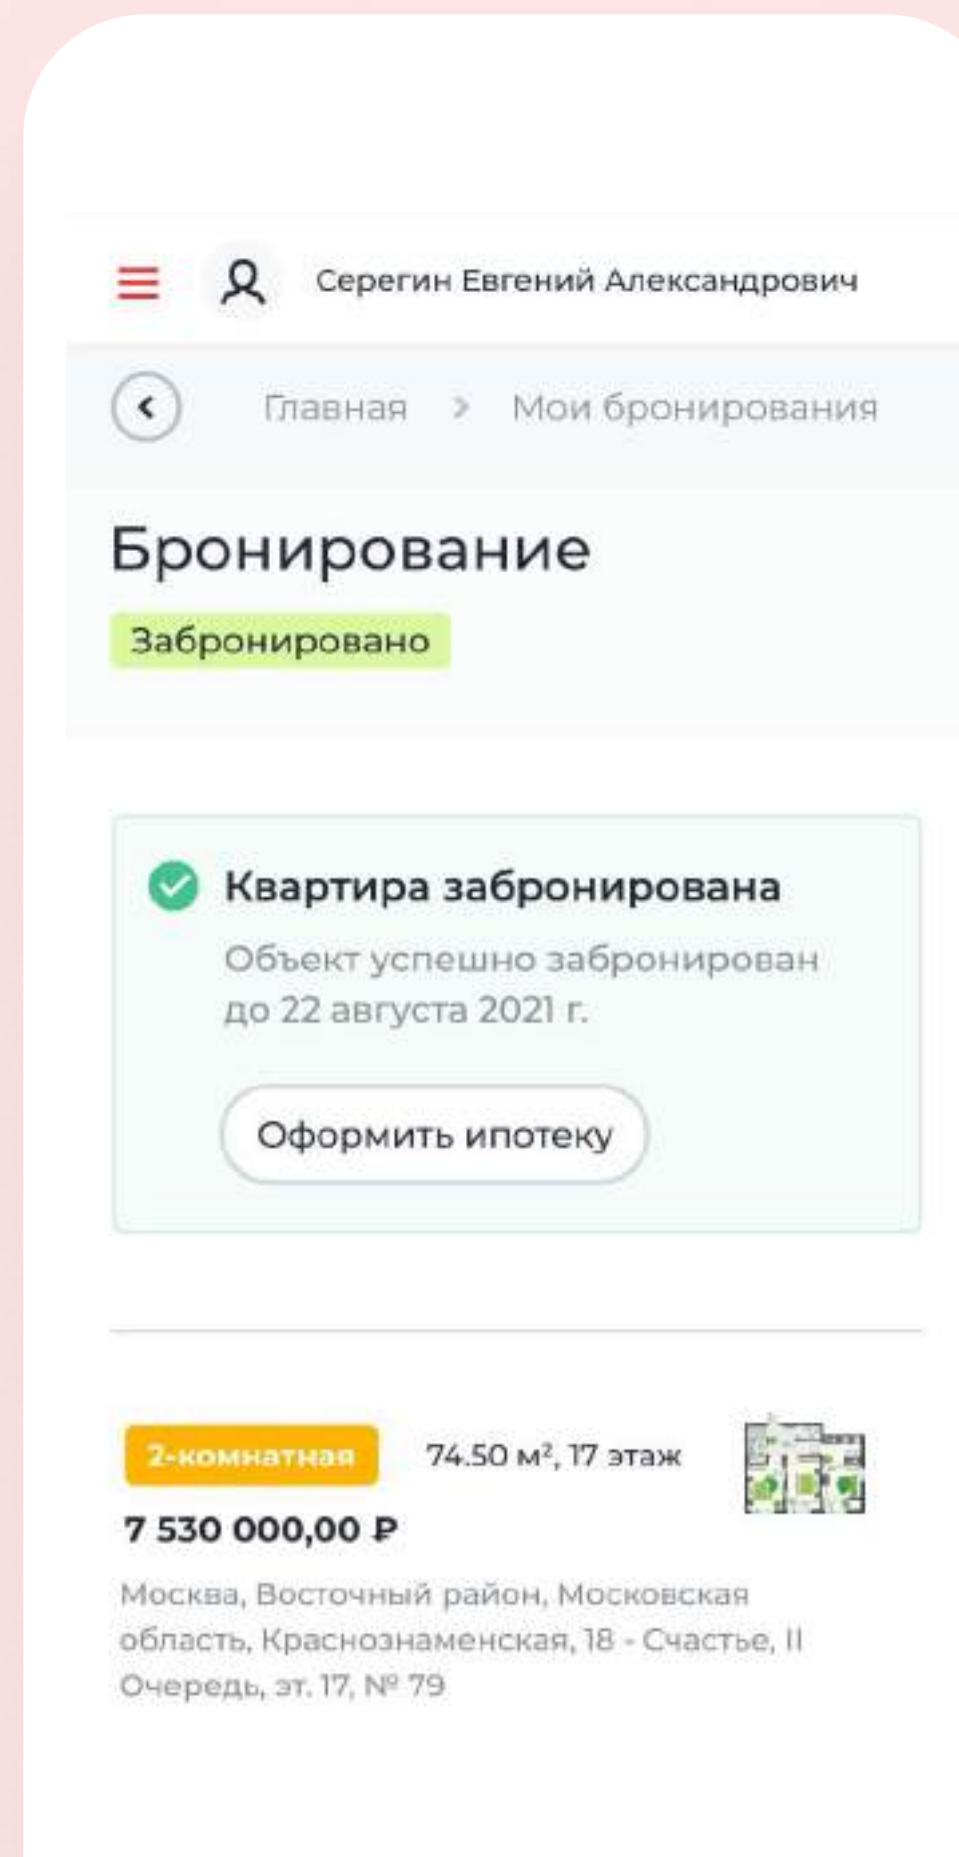 Серегин Евгений Александрович
Главная > Мои бронирования
Бронирование
Забронировано
Квартира забронирована
Объект успешно забронирован
до 22 августа 2021 г.
Оформить ипотеку
2-комнатная 74.50 м², 17 этаж
7 530 000,00 ₽
Москва, Восточный район, Московская
область, Краснознаменская, 18 - Счастье, II
Очередь, эт. 17, № 79